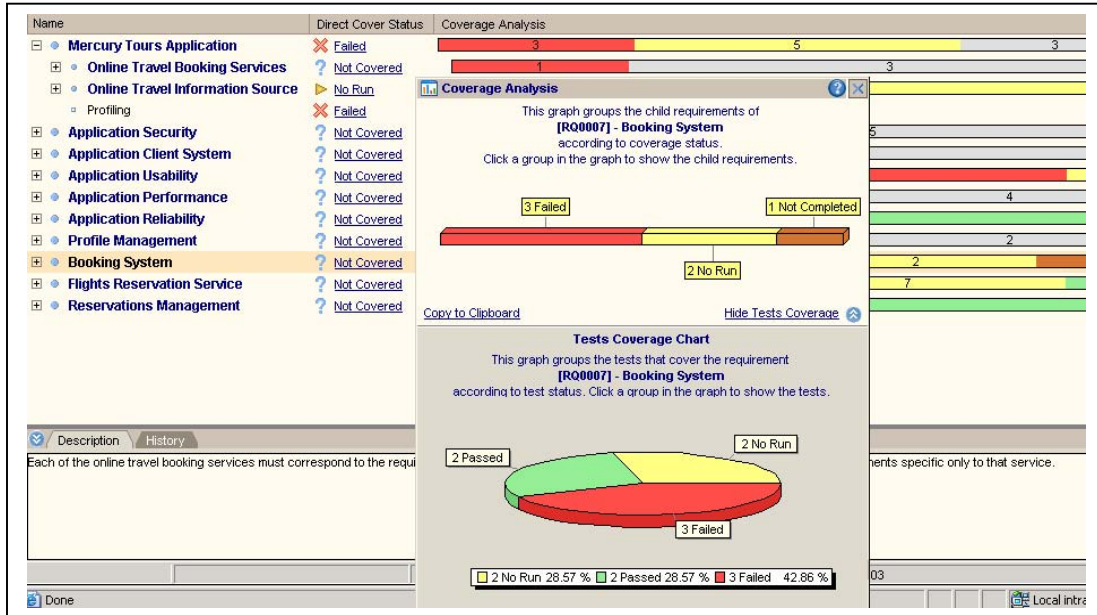 Name Direct Cover Status Coverage Analysis
Mercury Tours Application Failed 3 5 3
Online Travel Booking Services Not Covered 1 3
Online Travel Information Source No Run
Profiling Failed
Application Security Not Covered 5
Application Client System Not Covered
Application Usability Not Covered
Application Performance Not Covered 4
Application Reliability Not Covered
Profile Management Not Covered 2
Booking System Not Covered 2
Flights Reservation Service Not Covered 7
Reservations Management Not Covered
Coverage Analysis
This graph groups the child requirements of
[RQ0007] - Booking System
according to coverage status.
Click a group in the graph to show the child requirements.
3 Failed 1 Not Completed
2 No Run
Copy to Clipboard Hide Tests Coverage
Tests Coverage Chart
This graph groups the tests that cover the requirement
[RQ0007] - Booking System
according to test status. Click a group in the graph to show the tests.
2 Passed 2 No Run
3 Failed
2 No Run 28.57 % 2 Passed 28.57 % 3 Failed 42.86 %
Description History
Each of the online travel booking services must correspond to the requi
ents specific only to that service.
03
Done Local intra